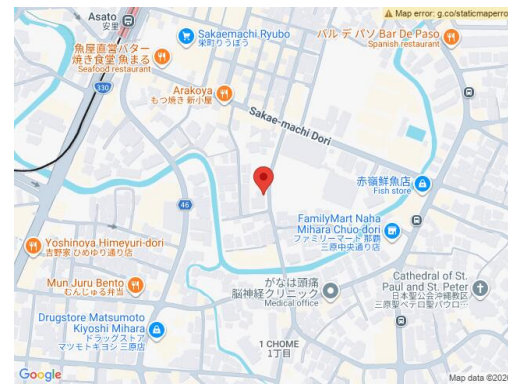 Asato
安里
Sakaemachi Ryubo
栄町りうぼう
Map error: g.co/staticmaperro
バル デ パソ Bar De Paso
Spanish restaurant
魚屋直営バター
焼き食堂 魚まる
Seafood restaurant
330
Arakoya
もつ焼き 新小屋
Sakae-machi Dori
赤嶺鮮魚店
Fish store
46
FamilyMart Naha
Mihara Chuo-dori
ファミリーマート 那覇
三原中央通り店
Yoshinoya Himeyuri-dori
吉野家 ひめゆり通り店
Mun Juru Bento
むんじゅる弁当
がなは頭痛
脳神経クリニック
Medical office
Cathedral of St.
Paul and St. Peter
日本聖公会沖縄教区
三原聖ペテロ聖パウロ…
Drugstore Matsumoto
Kiyoshi Mihara
ドラッグストア
マツモトキヨシ 三原店
1 CHOME
1丁目
Google
Map data ©2026